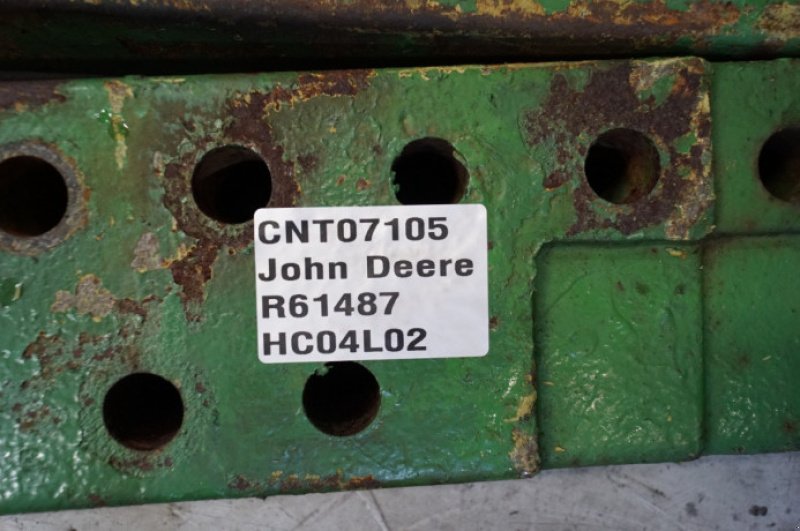 CNT07105
John Deere
R61487
HC04L02